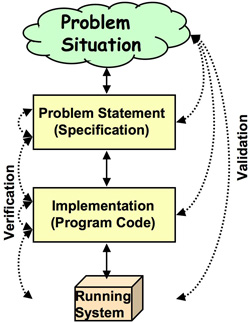 Problem
Situation
Problem Statement
(Specification)
Verification
Validation
Implementation
(Program Code)
Running
System